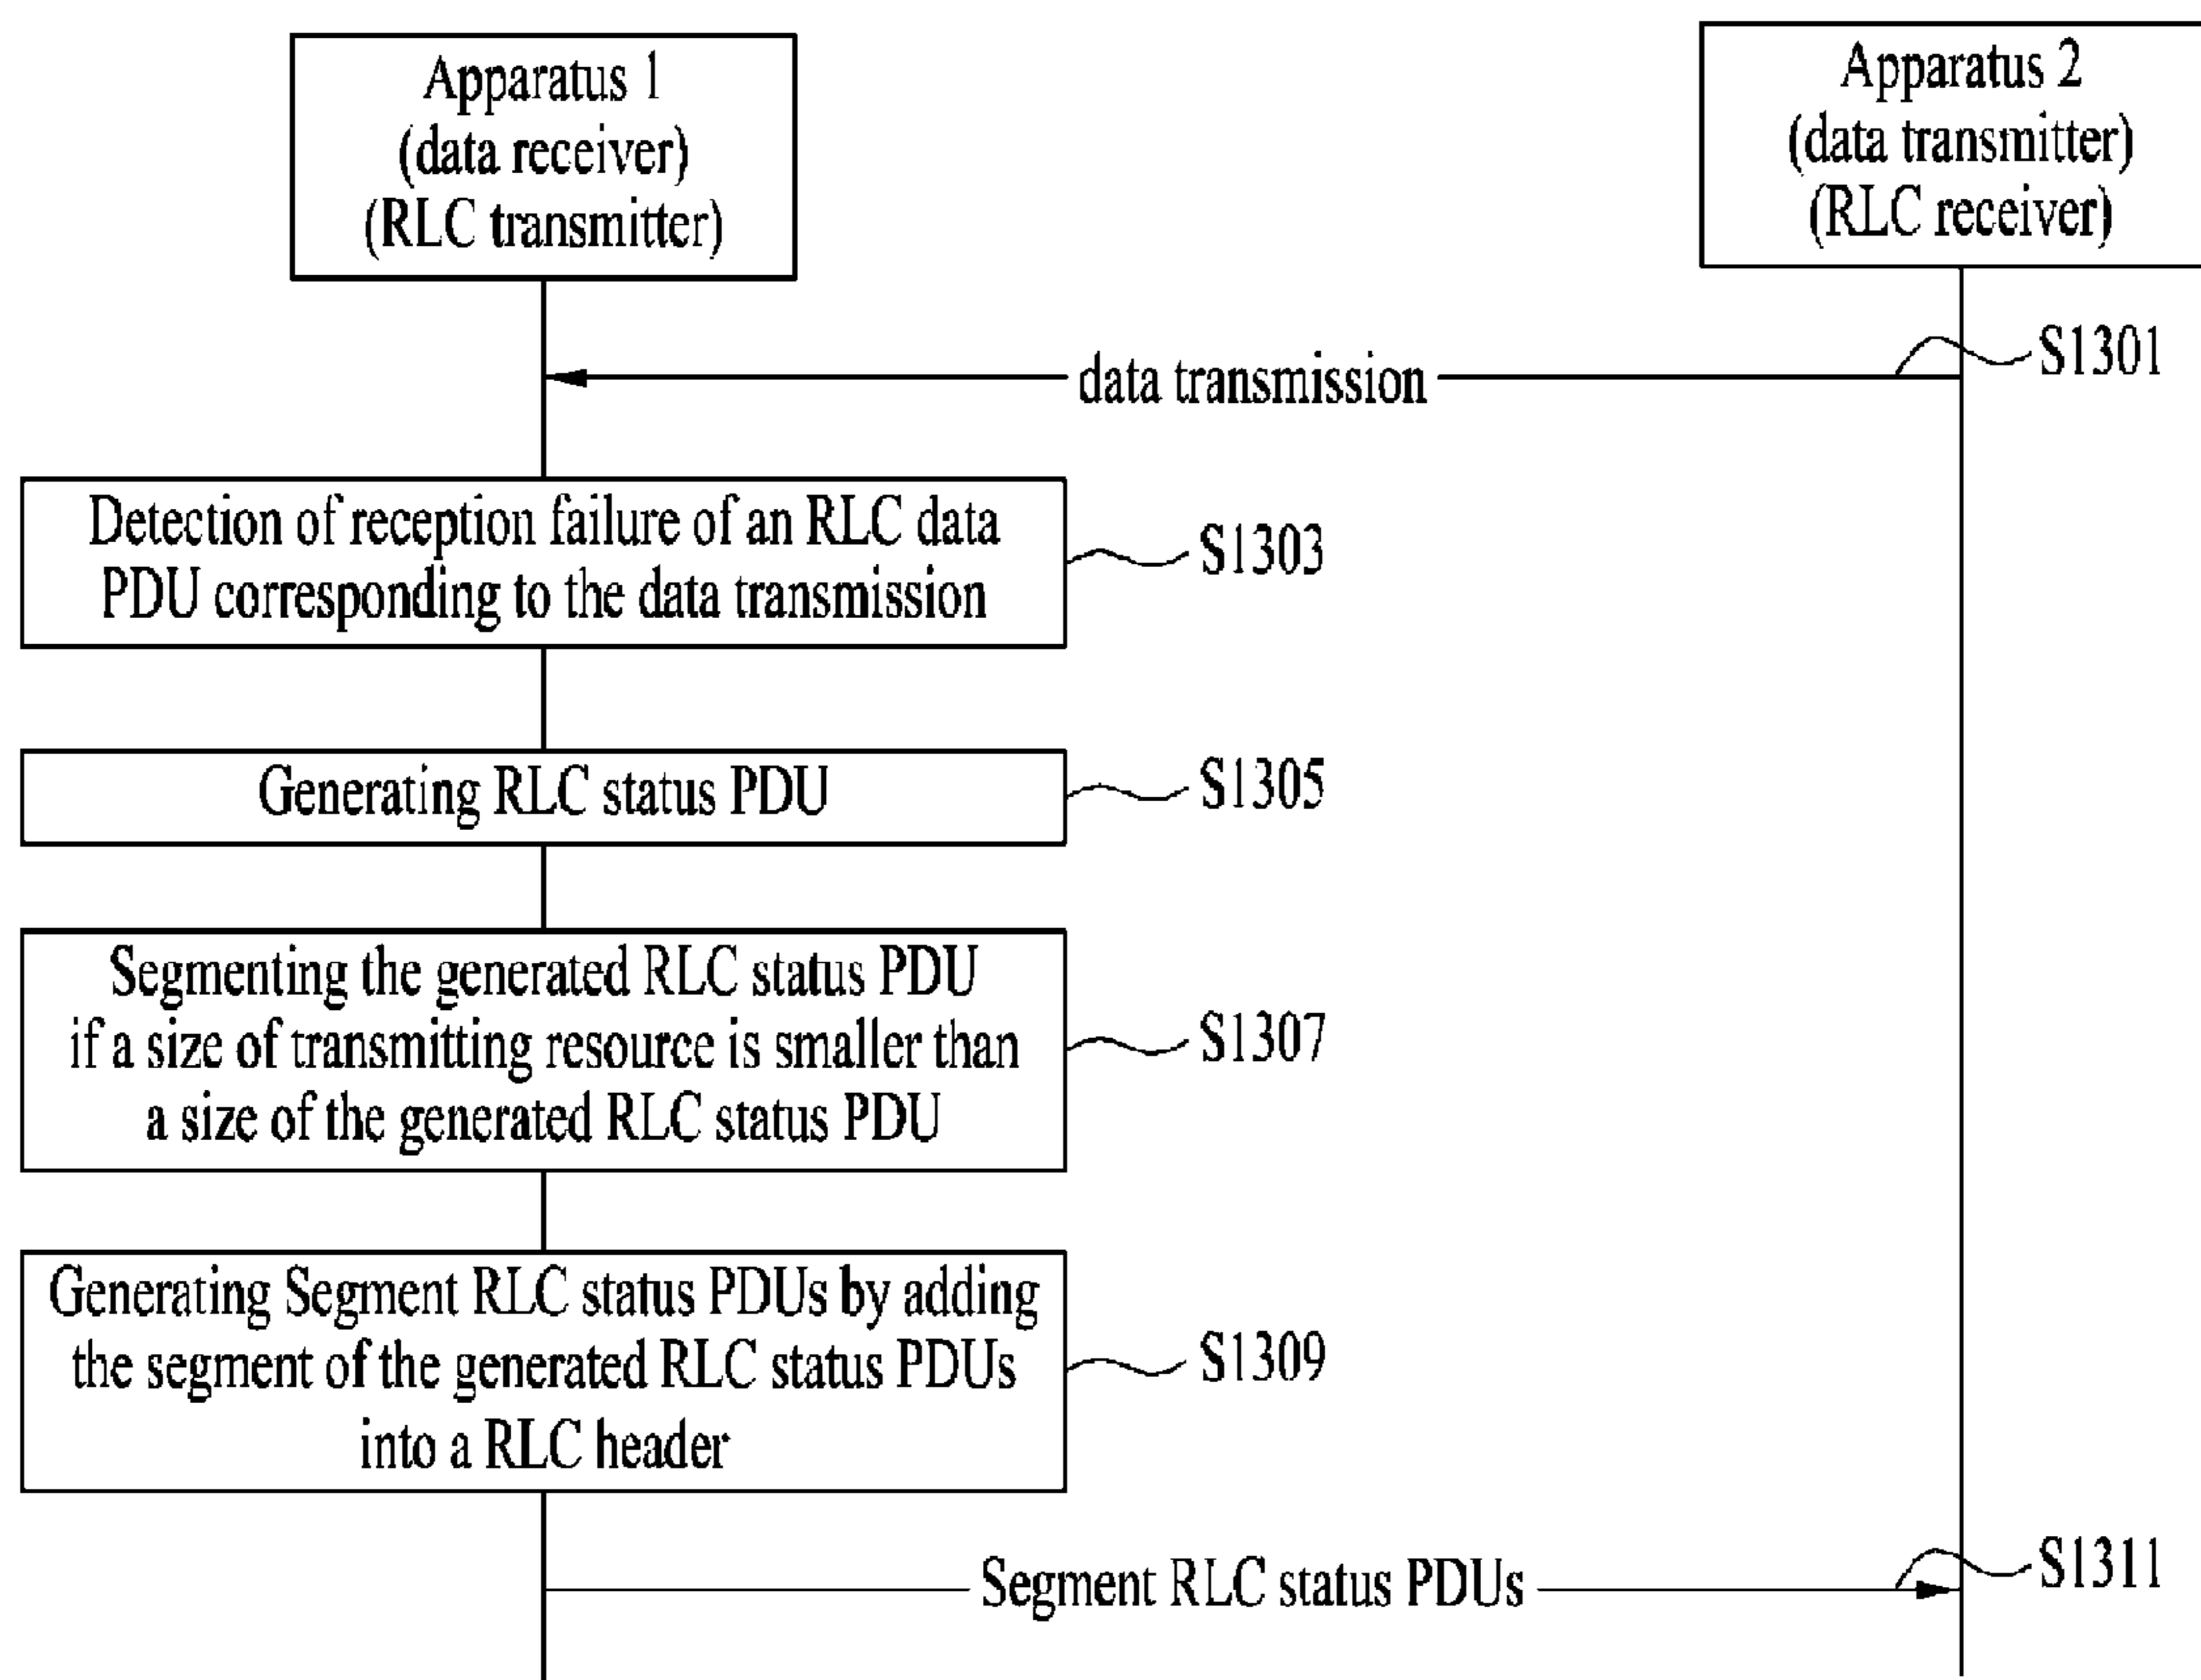 Apparatus 1
(data receiver)
(RLC transmitter)
Apparatus 2
(data transmitter)
(RLC receiver)
S1301
data transmission
Detection of reception failure of an RLC data
PDU corresponding to the data transmission
S1303
Generating RLC status PDU
S1305
Segmenting the generated RLC status PDU
if a size of transmitting resource is smaller than
a size of the generated RLC status PDU
S1307
Generating Segment RLC status PDUs by adding
the segment of the generated RLC status PDUs
into a RLC header
S1309
Segment RLC status PDUs
S1311